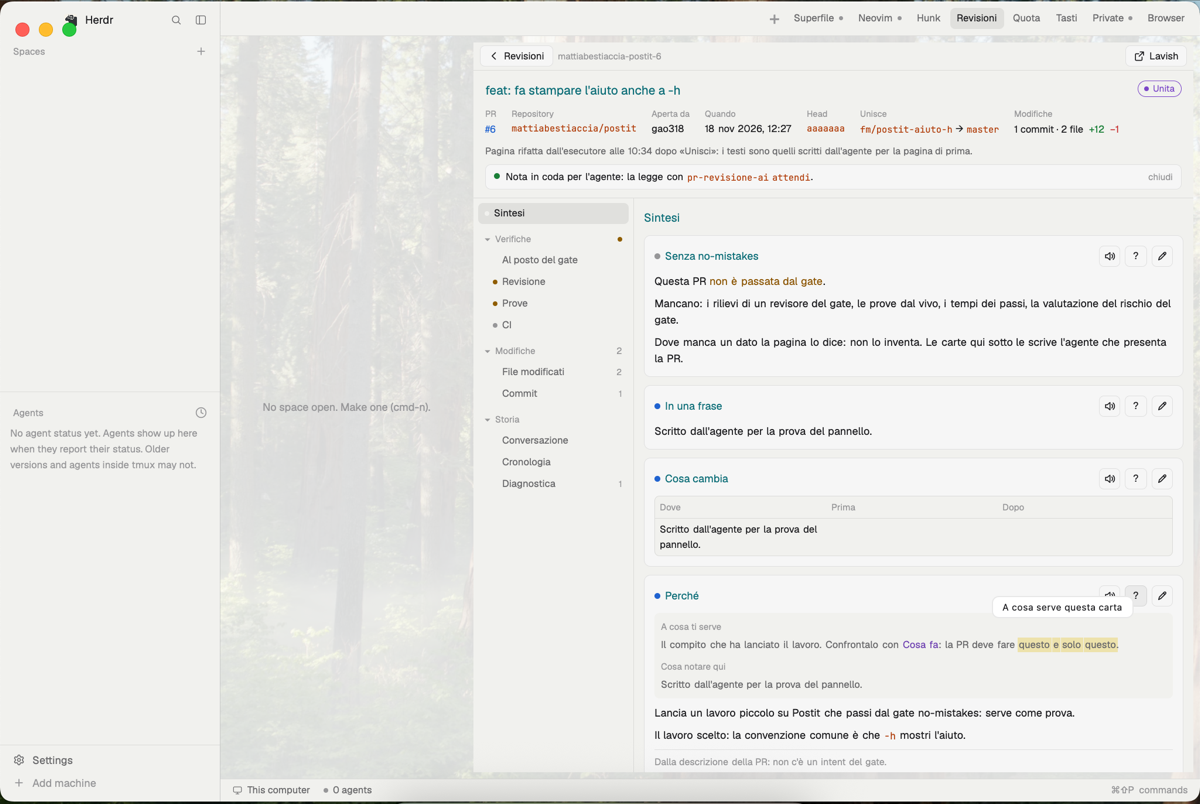 Herdr
Superfile
Neovim
Hunk
Revisioni
Quota
Tasti
Private
Browser
Spaces
No space open. Make one (cmd-n).
Agents
No agent status yet. Agents show up here
when they report their status. Older
versions and agents inside tmux may not.
Settings
Add machine
Revisioni
mattiabestiaccia-postit-6
Lavish
feat: fa stampare l'aiuto anche a -h
Unita
PR
Repository
Aperta da
Quando
Head
Unisce
Modifiche
#6
mattiabestiaccia/postit
gao318
18 nov 2026, 12:27
aaaaaaa
fm/postit-aiuto-h → master
1 commit · 2 file +12 −1
Pagina rifatta dall'esecutore alle 10:34 dopo «Unisci»: i testi sono quelli scritti dall'agente per la pagina di prima.
Nota in coda per l'agente: la legge con pr-revisione-ai attendi.
chiudi
Sintesi
Verifiche
Al posto del gate
Revisione
Prove
CI
Modifiche 2
File modificati 2
Commit 1
Storia
Conversazione
Cronologia
Diagnostica 1
Sintesi
Senza no-mistakes
?
Questa PR non è passata dal gate.
Mancano: i rilievi di un revisore del gate, le prove dal vivo, i tempi dei passi, la valutazione del rischio del
gate.
Dove manca un dato la pagina lo dice: non lo inventa. Le carte qui sotto le scrive l'agente che presenta
la PR.
In una frase
?
Scritto dall'agente per la prova del pannello.
Cosa cambia
?
Dove
Prima
Dopo
Scritto dall'agente per la prova del
pannello.
Perché
?
A cosa serve questa carta
A cosa ti serve
Il compito che ha lanciato il lavoro. Confrontalo con Cosa fa: la PR deve fare questo e solo questo.
Cosa notare qui
Scritto dall'agente per la prova del pannello.
Lancia un lavoro piccolo su Postit che passi dal gate no-mistakes: serve come prova.
Il lavoro scelto: la convenzione comune è che -h mostri l'aiuto.
Dalla descrizione della PR: non c'è un intent del gate.
This computer
0 agents
⌘⇧P commands